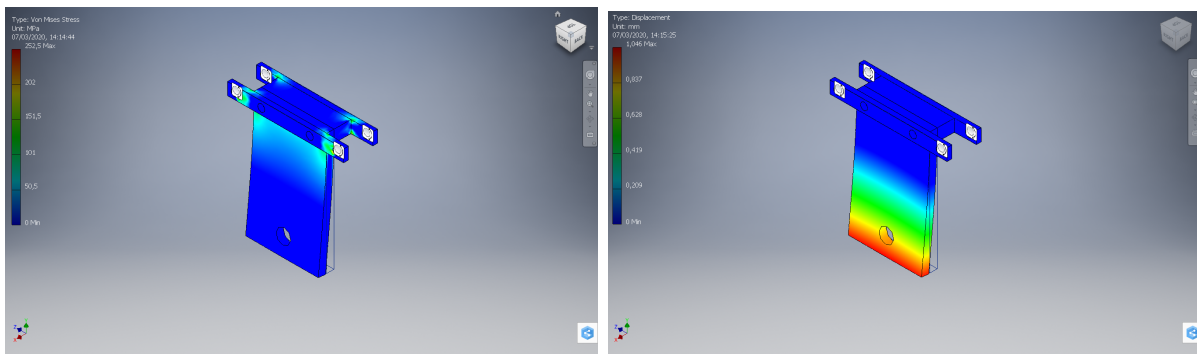 Type: Von Mises Stress
Unit: MPa
07/03/2020, 14:14:44
252,5 Max
202
151,5
101
50,5
0 Min
Type: Displacement
Unit: mm
07/03/2020, 14:15:25
1,046 Max
0,837
0,628
0,419
0,209
0 Min